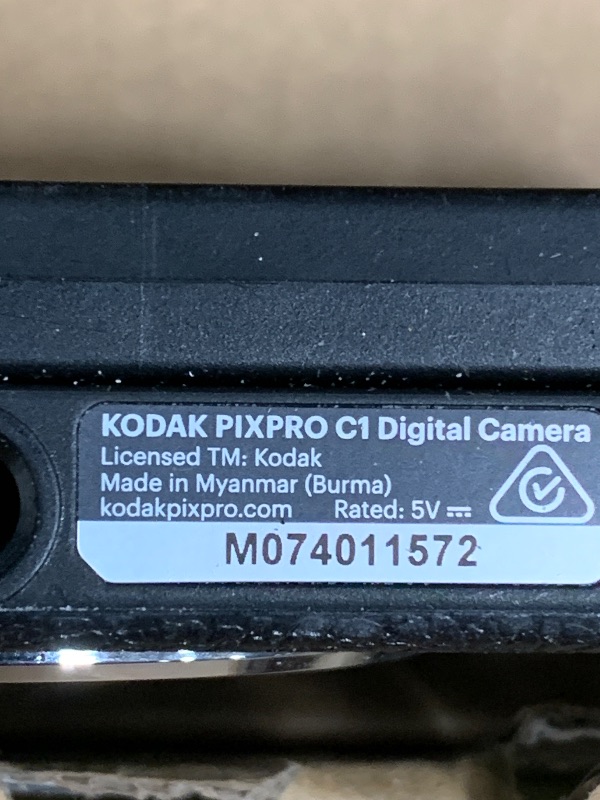 KODAK PIXPRO C1 Digital Camera
Licensed TM: Kodak
Made in Myanmar (Burma)
kodakpixpro.com Rated: 5V ⎓
M074011572